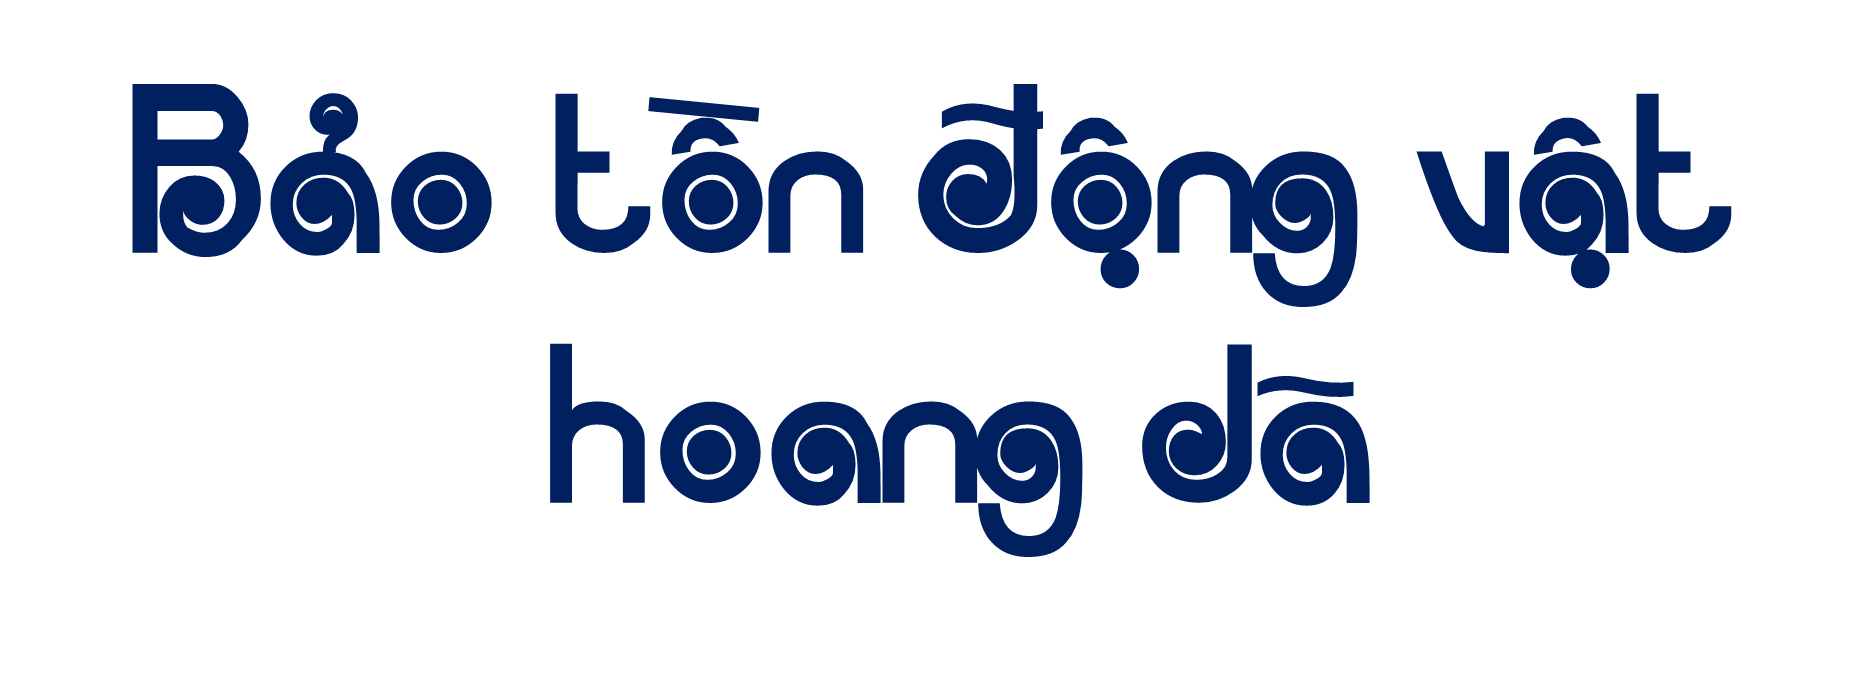 Bảo tồn động vật
hoang dã